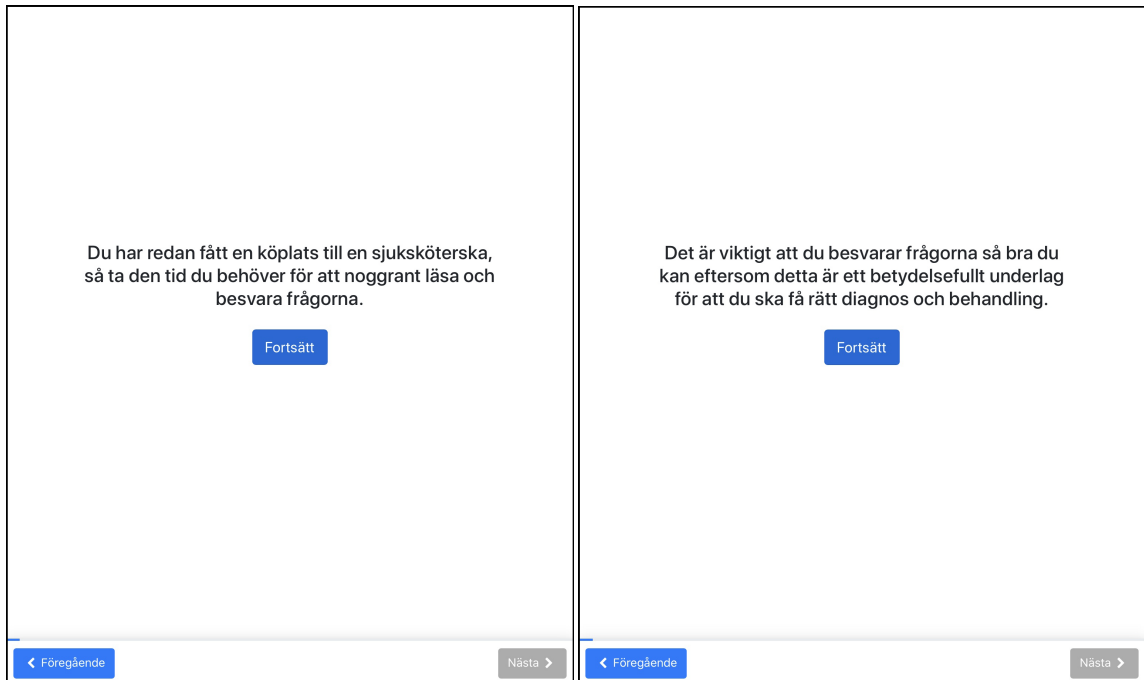 Du har redan fått en köplats till en sjuksköterska,
så ta den tid du behöver för att noggrant läsa och
besvara frågorna.
Fortsätt
Föregående
Nästa
Det är viktigt att du besvarar frågorna så bra du
kan eftersom detta är ett betydelsefullt underlag
för att du ska få rätt diagnos och behandling.
Fortsätt
Föregående
Nästa